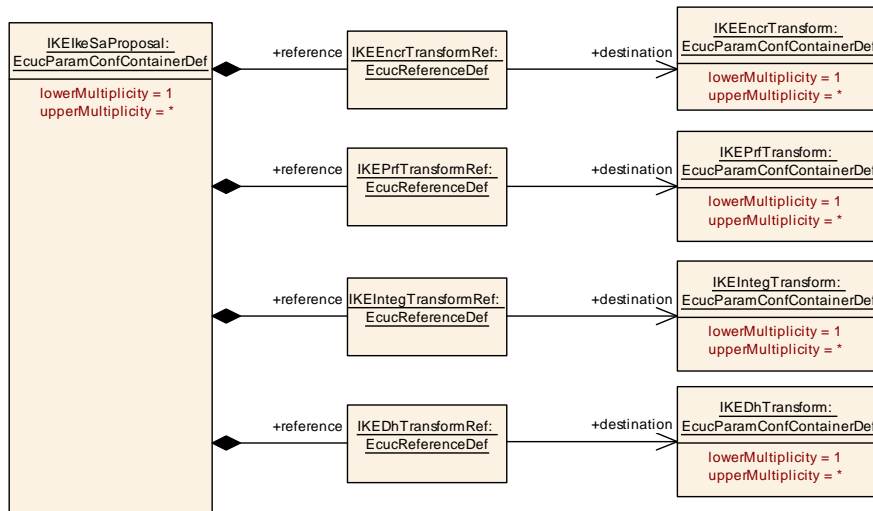 IKEIkeSaProposal:
EcucParamConfContainerDef
lowerMultiplicity = 1
upperMultiplicity = *
+reference
IKEEncrTransformRef:
EcucReferenceDef
+destination
IKEEncrTransform:
EcucParamConfContainerDef
lowerMultiplicity = 1
upperMultiplicity = *
+reference
IKEPrfTransformRef:
EcucReferenceDef
+destination
IKEPrfTransform:
EcucParamConfContainerDef
lowerMultiplicity = 1
upperMultiplicity = *
+reference
IKEIntegTransformRef:
EcucReferenceDef
+destination
IKEIntegTransform:
EcucParamConfContainerDef
lowerMultiplicity = 1
upperMultiplicity = *
+reference
IKEDhTransformRef:
EcucReferenceDef
+destination
IKEDhTransform:
EcucParamConfContainerDef
lowerMultiplicity = 1
upperMultiplicity = *